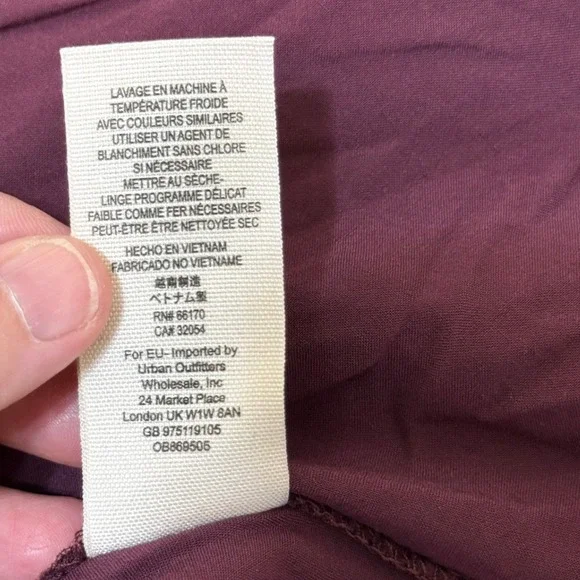 LAVAGE EN MACHINE À
TEMPÉRATURE FROIDE
AVEC COULEURS SIMILAIRES
UTILISER UN AGENT DE
BLANCHIMENT SANS CHLORE
SI NÉCESSAIRE
METTRE AU SÈCHE-
LINGE PROGRAMME DÉLICAT
FAIBLE COMME FER NÉCESSAIRES
PEUT-ÊTRE ÊTRE NETTOYÉE SEC
HECHO EN VIETNAM
FABRICADO NO VIETNAME
越南製造
ベトナム製
RN# 66170
CA# 32054
For EU- Imported by
Urban Outfitters
Wholesale, Inc
24 Market Place
London UK W1W 8AN
GB 975119105
OB869505